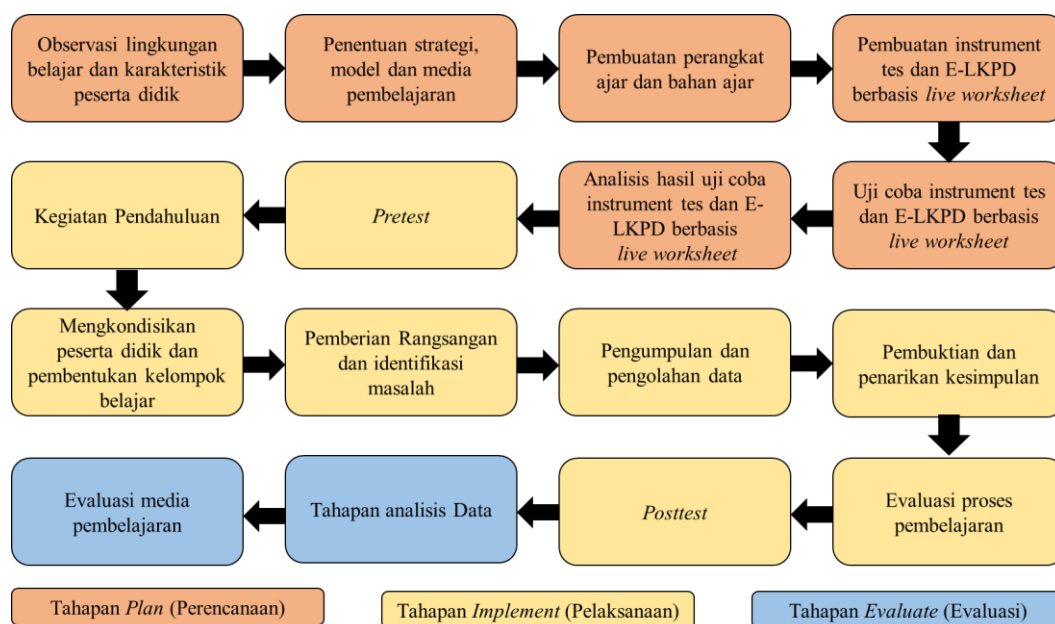 Observasi lingkungan
belajar dan karakteristik
peserta didik
Penentuan strategi,
model dan media
pembelajaran
Pembuatan perangkat
ajar dan bahan ajar
Pembuatan instrument
tes dan E-LKPD
berbasis live worksheet
Kegiatan Pendahuluan
Pretest
Analisis hasil uji coba
instrument tes dan E-
LKPD berbasis
live worksheet
Uji coba instrument tes
dan E-LKPD berbasis
live worksheet
Mengkondisikan
peserta didik dan
pembentukan kelompok
belajar
Pemberian Rangsangan
dan identifikasi
masalah
Pengumpulan dan
pengolahan data
Pembuktian dan
penarikan kesimpulan
Evaluasi media
pembelajaran
Tahapan analisis Data
Posttest
Evaluasi proses
pembelajaran
Tahapan Plan (Perencanaan)
Tahapan Implement (Pelaksanaan)
Tahapan Evaluate (Evaluasi)